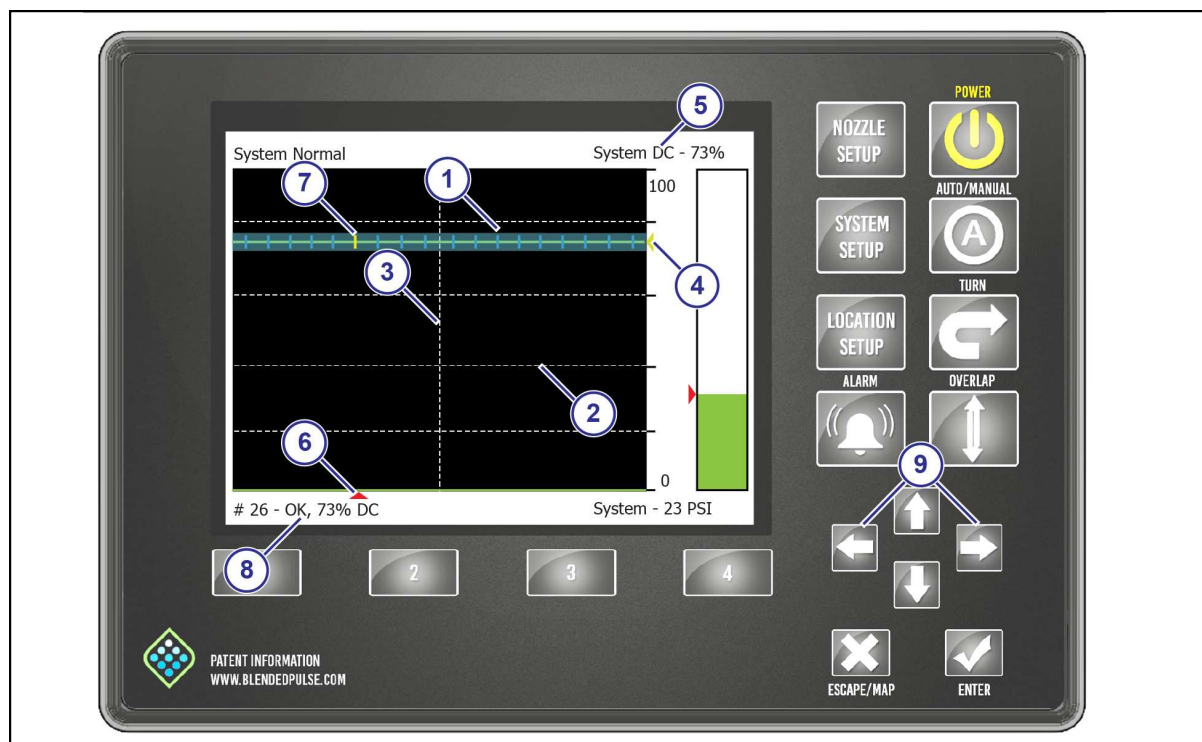 System Normal
System DC - 73%
100
0
# 26 - OK, 73% DC
System - 23 PSI
5
7
1
3
4
2
6
8
9
2
3
4
NOZZLE
SETUP
POWER
SYSTEM
SETUP
AUTO/MANUAL
A
LOCATION
SETUP
TURN
ALARM
OVERLAP
ESCAPE/MAP
ENTER
PATENT INFORMATION
WWW.BLENDEDPULSE.COM